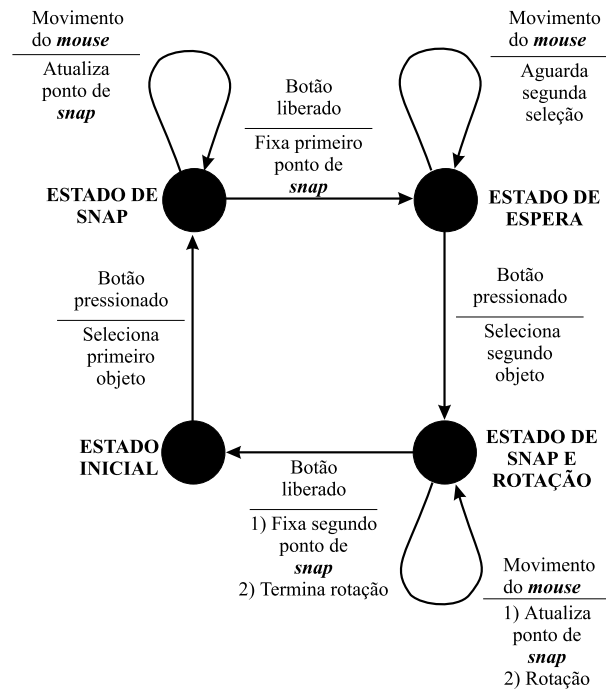 Movimento
do mouse
Atualiza
ponto de
snap
Botão
liberado
Fixa primeiro
ponto de
snap
Movimento
do mouse
Aguarda
segunda
seleção
ESTADO DE
SNAP
ESTADO DE
ESPERA
Botão
pressionado
Seleciona
primeiro
objeto
Botão
pressionado
Seleciona
segundo
objeto
ESTADO
INICIAL
ESTADO DE
SNAP E
ROTAÇÃO
Botão
liberado
1) Fixa segundo
ponto de
snap
2) Termina rotação
Movimento
do mouse
1) Atualiza
ponto de
snap
2) Rotação